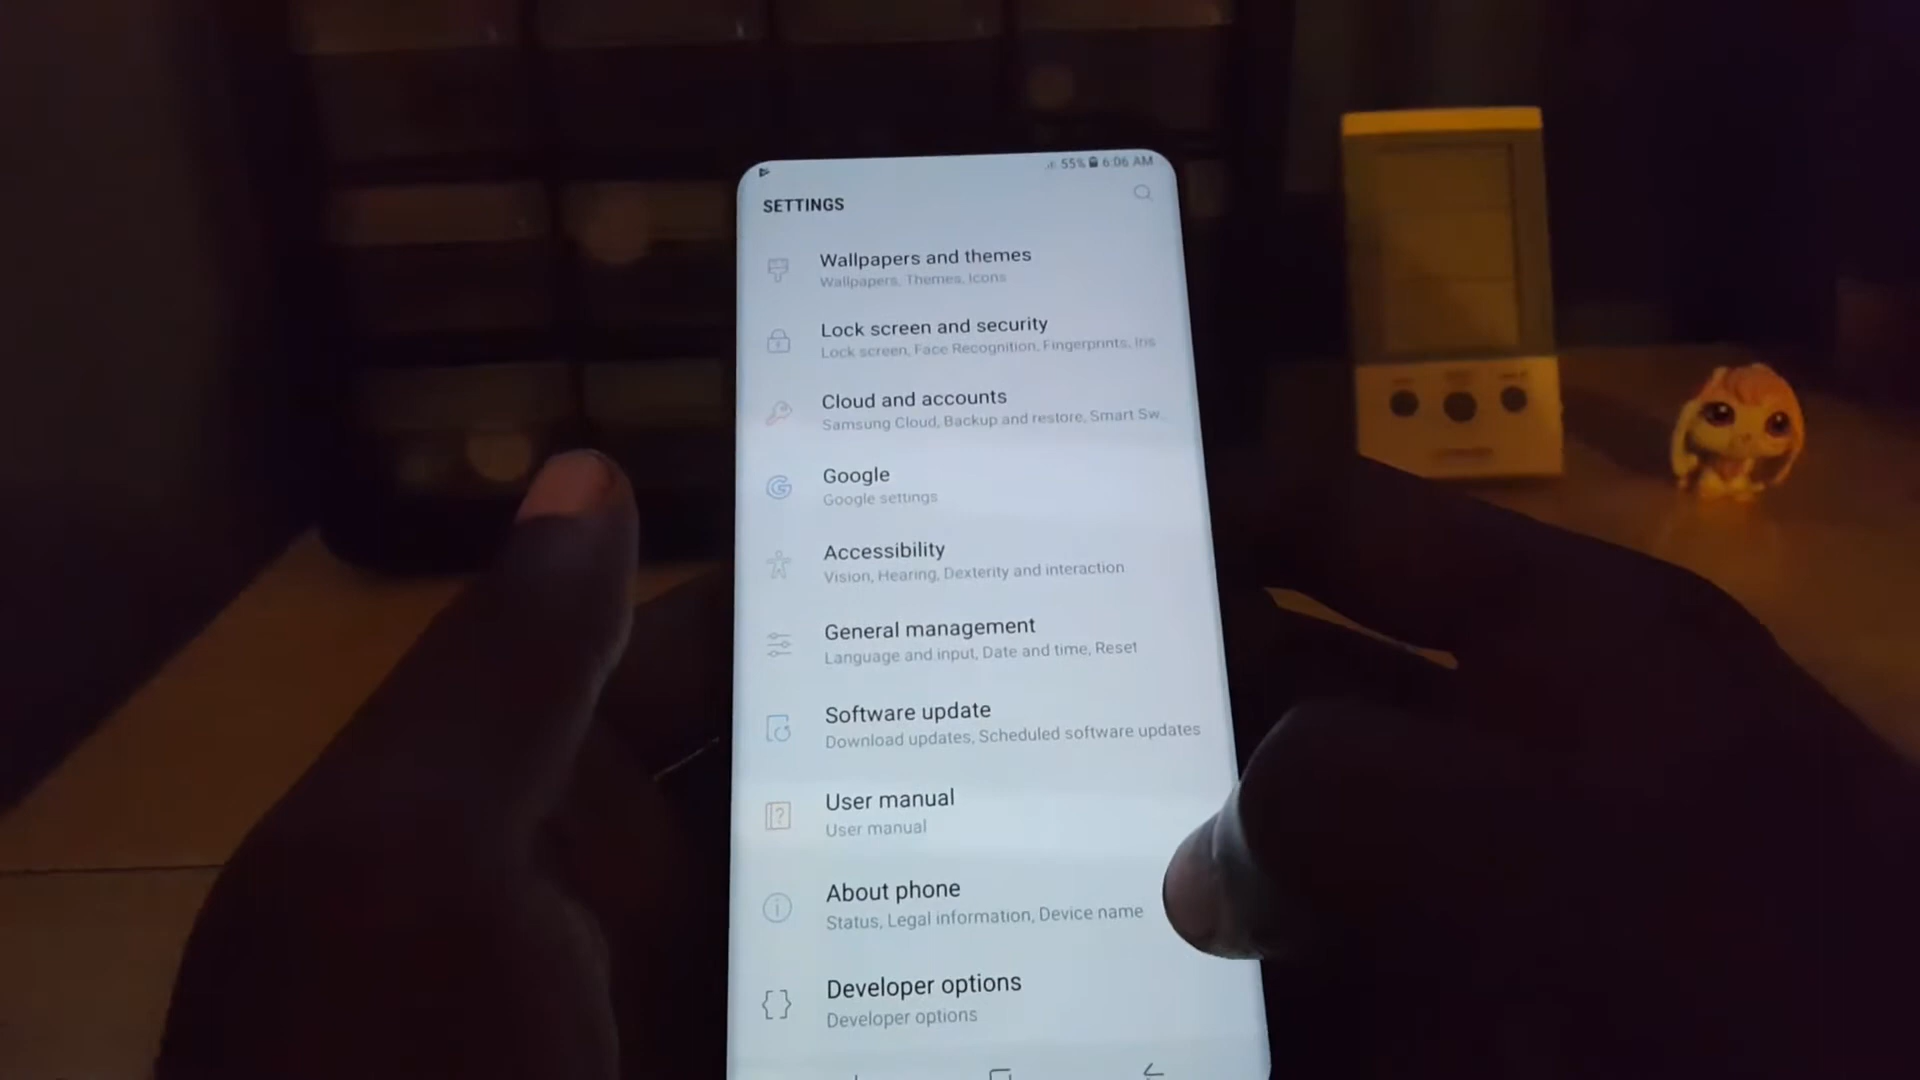 55% 6:06 AM
SETTINGS
Wallpapers and themes
Wallpapers, Themes, Icons
Lock screen and security
Lock screen, Face Recognition, Fingerprints, Iris
Cloud and accounts
Samsung Cloud, Backup and restore, Smart Sw
Google
Google settings
Accessibility
Vision, Hearing, Dexterity and interaction
General management
Language and input, Date and time, Reset
Software update
Download updates, Scheduled software updates
User manual
User manual
About phone
Status, Legal information, Device name
Developer options
Developer options